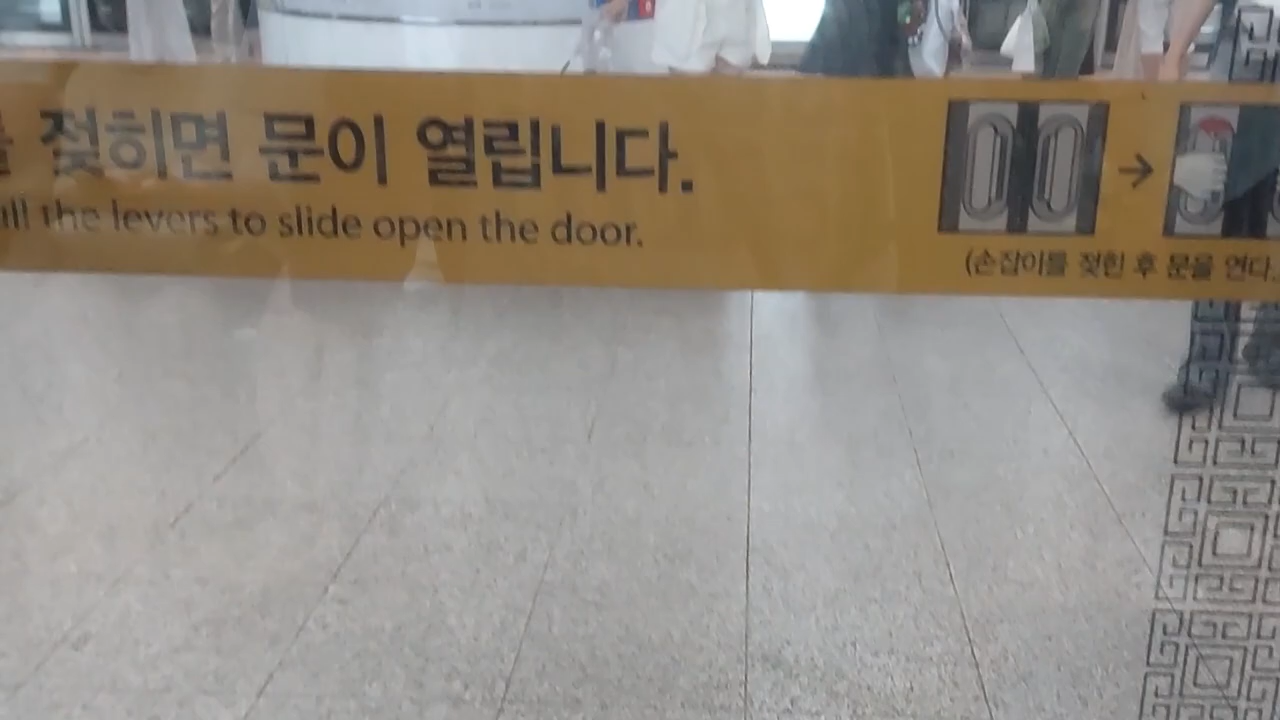 젖히면 문이 열립니다.
the levers to slide open the door.
(손잡이를 젖힌 후 문을 연다.